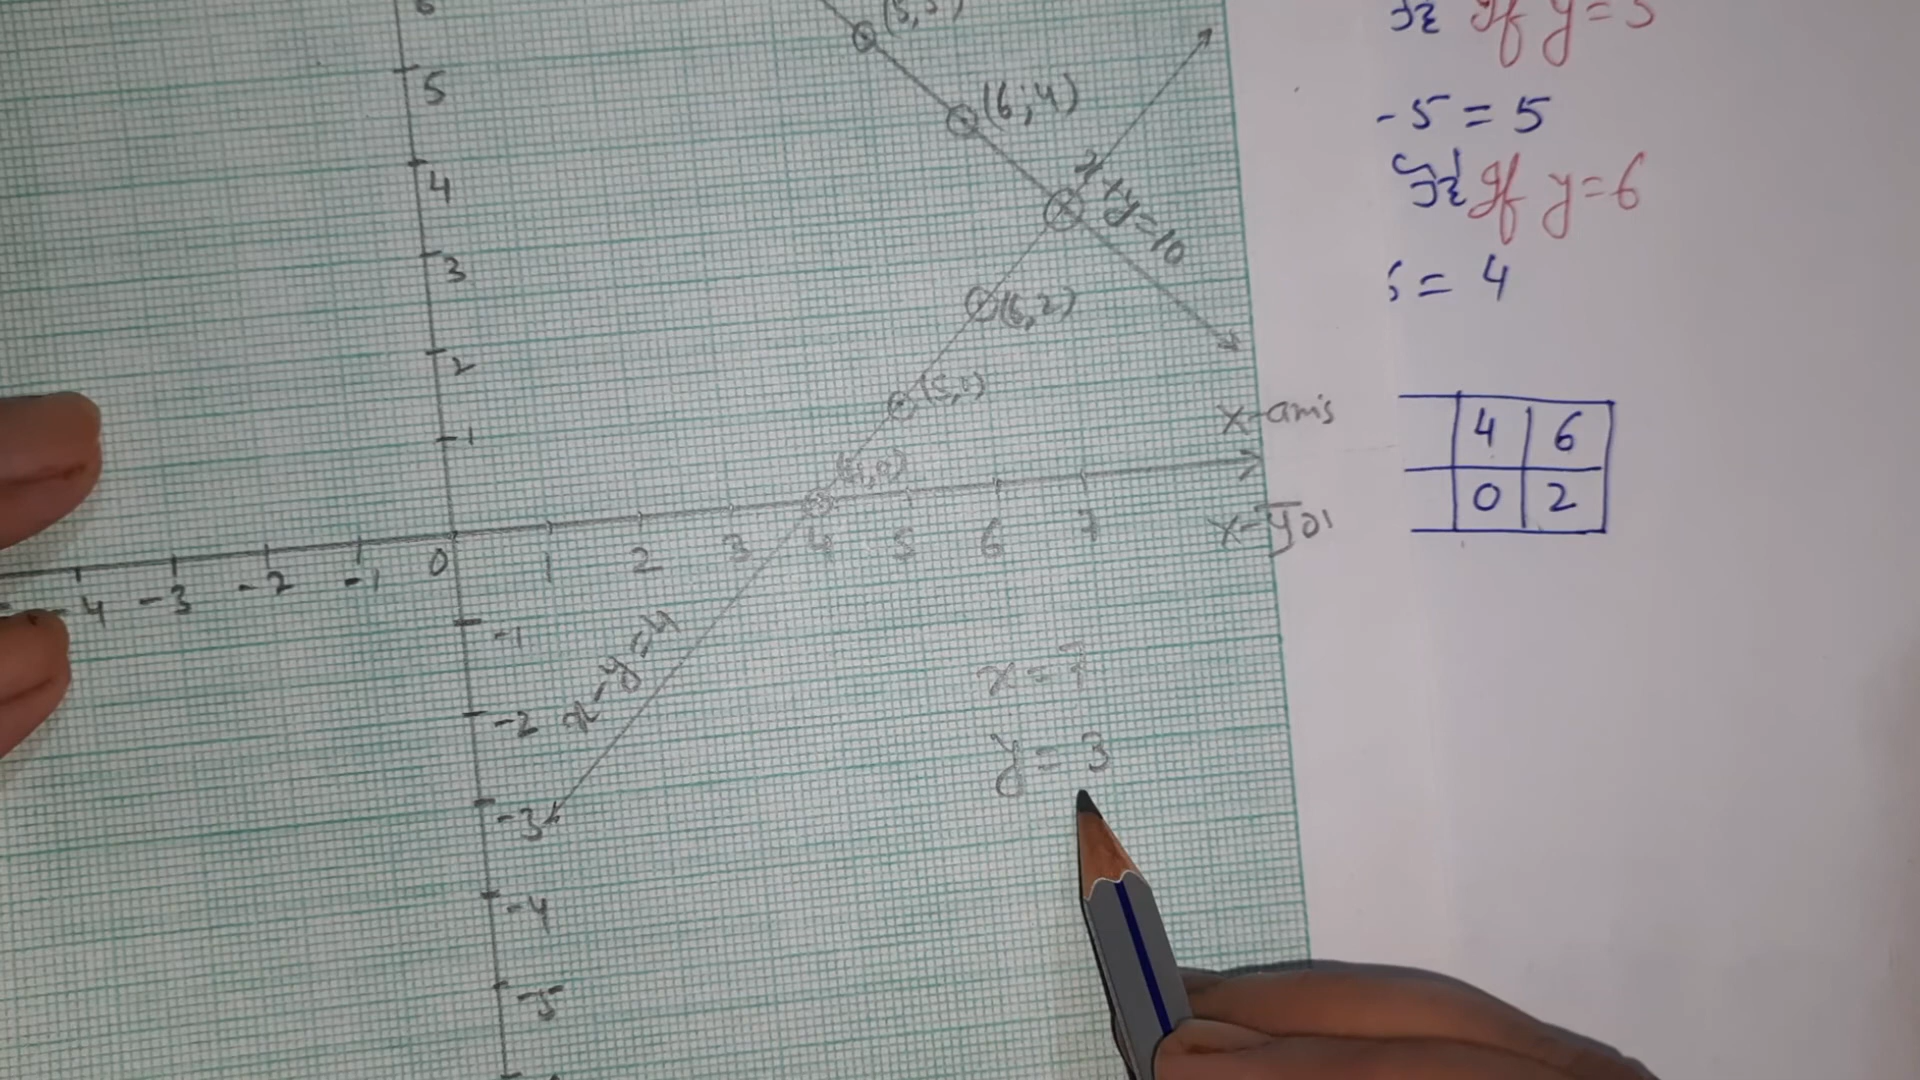 6
5
4
3
2
1
0
-1
-2
-3
-4
-5
-4 -3 -2 -1
1 2 3 4 5 6 7
(5,5)
(6,4)
x+y=10
(6,2)
(5,1)
(4,0)
x-y=4
X-axis
x=7
y=3
If y=5
-5 = 5
If y=6
= 4
4 6
0 2